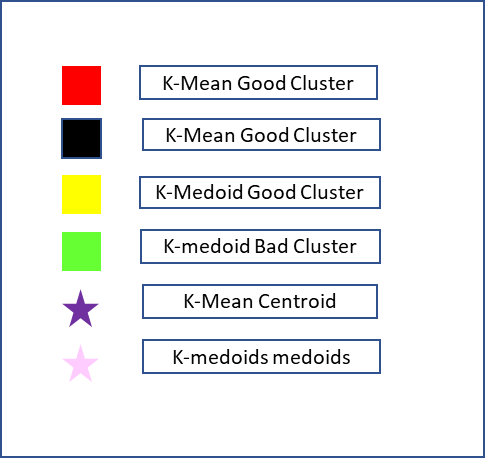 K-Mean Good Cluster
K-Mean Good Cluster
K-Medoid Good Cluster
K-medoid Bad Cluster
K-Mean Centroid
K-medoids medoids